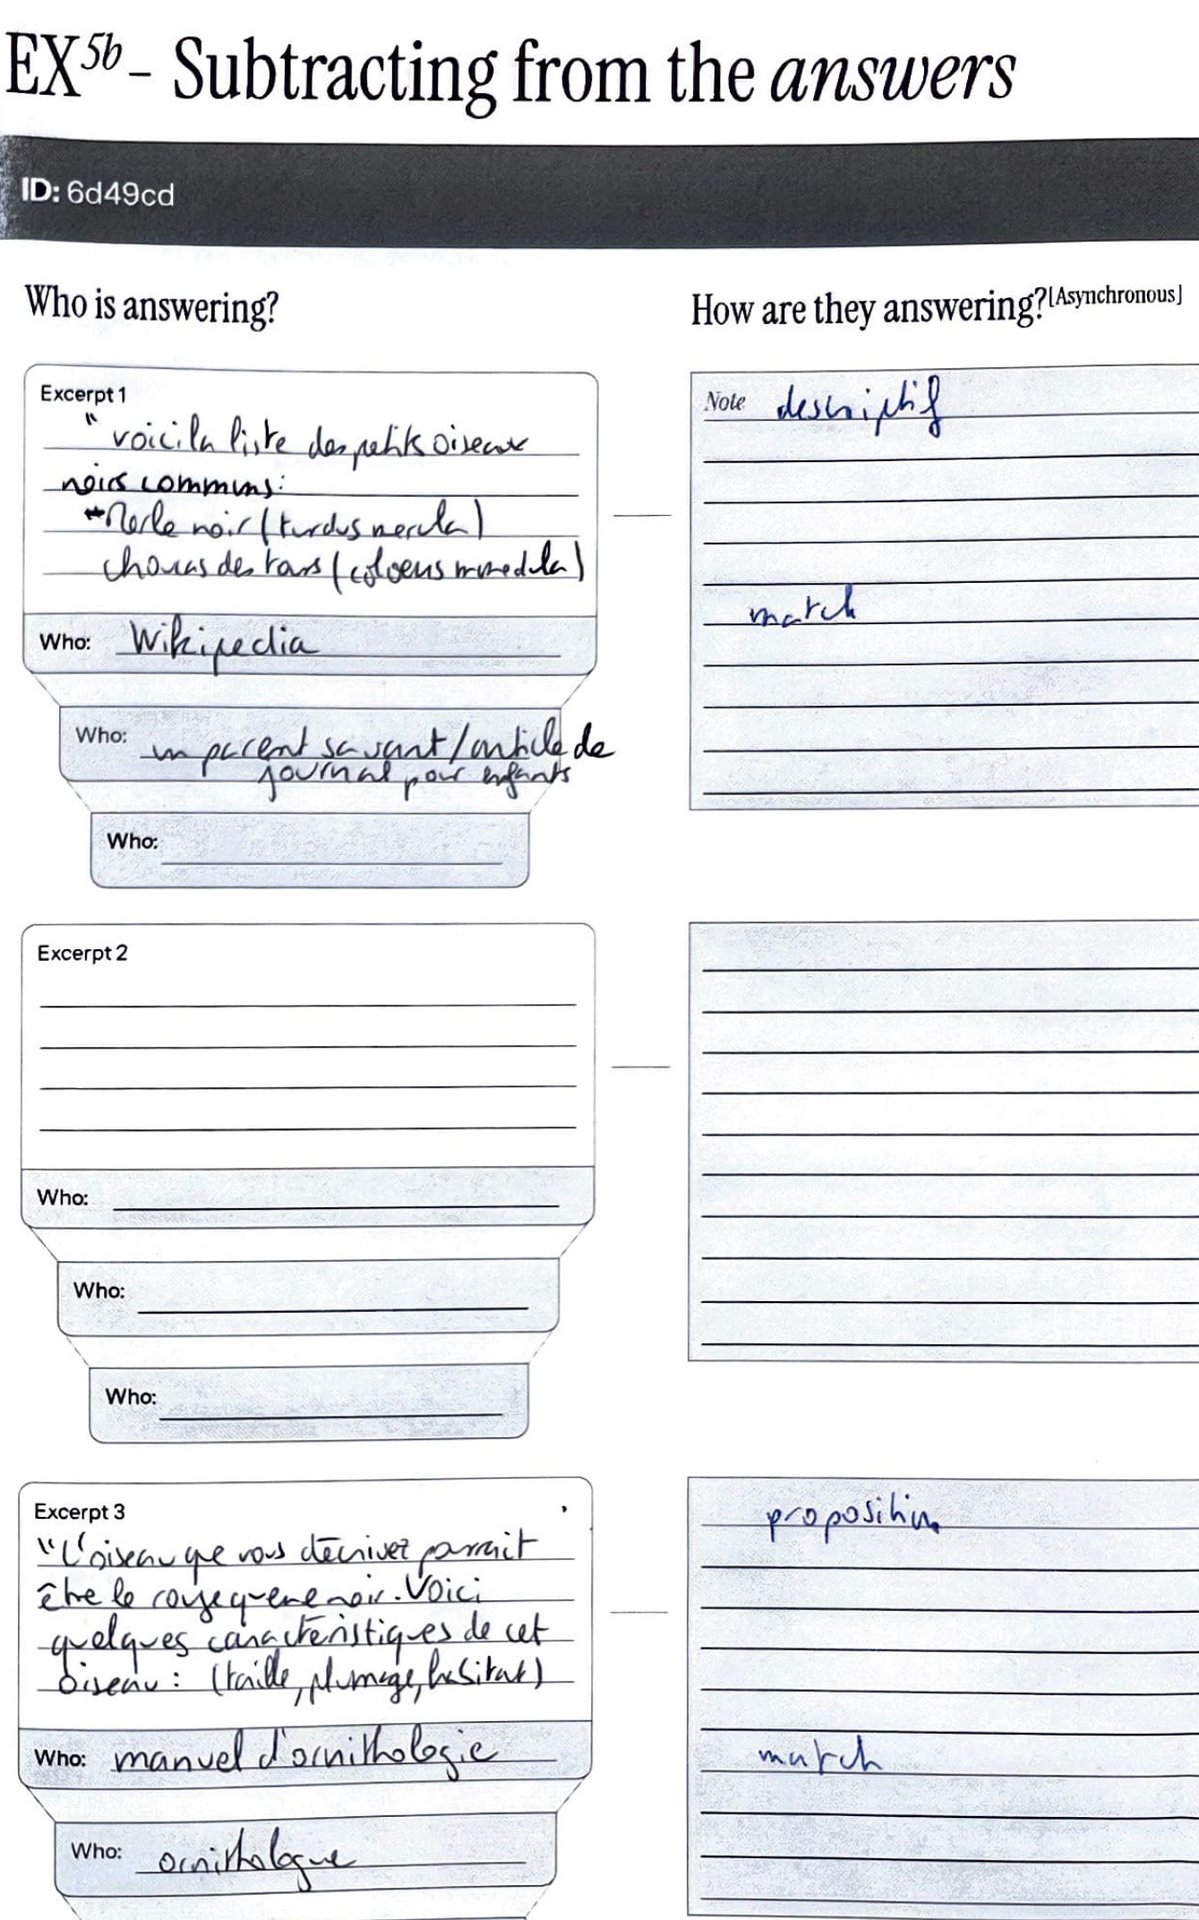 EX5b - Subtracting from the answers
ID: 6d49cd
Who is answering?
How are they answering?[Asynchronous]
Excerpt 1
"voici la liste des petits oiseaux
noirs communs:
*Merle noir (turdus merula)
choucas des tours (coloeus monedula)
Who: Wikipedia
Who: un parent savant/article de
journal pour enfants
Who:
Note descriptif
match
Excerpt 2
Who:
Who:
Who:
Excerpt 3
"L'oiseau que vous décrivez parrait
être le rougequeue noir. Voici
quelques caractéristiques de cet
oiseau : (taille, plumage, habitat)
Who: manuel d'ornithologie
Who: ornithologue
proposition
match